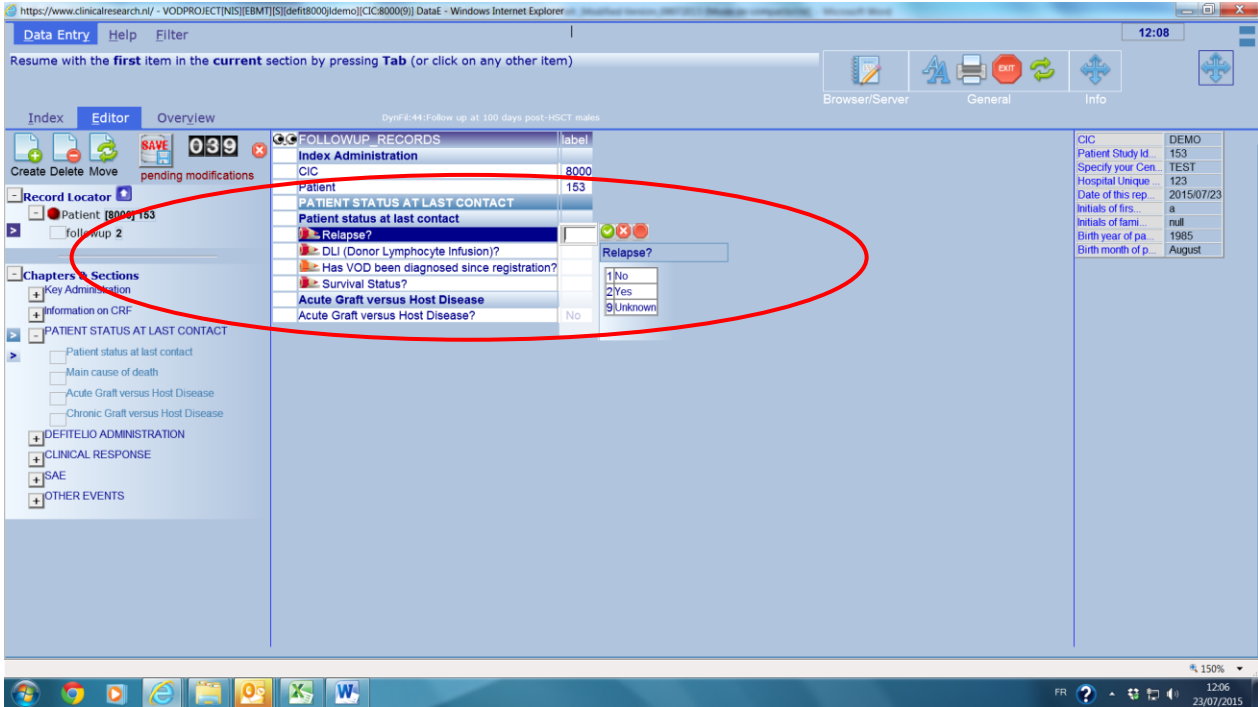 https://www.clinicalresearch.nl/ - VODPROJECT[NIS][EBMT][S][defit8000jldemo][CIC:8000(9)] DataE - Windows Internet Explorer
Data Entry Help Filter
12:08
Resume with the first item in the current section by pressing Tab (or click on any other item)
EXIT
Browser/Server General Info
Index Editor Overview
DynFil:44:Follow up at 100 days post-HSCT males
SAVE
039
Create Delete Move
pending modifications
Record Locator
Patient [8000] 153
followup 2
Chapters & Sections
Key Administration
Information on CRF
PATIENT STATUS AT LAST CONTACT
Patient status at last contact
Main cause of death
Acute Graft versus Host Disease
Chronic Graft versus Host Disease
DEFITELIO ADMINISTRATION
CLINICAL RESPONSE
SAE
OTHER EVENTS
FOLLOWUP_RECORDS label
Index Administration
CIC 8000
Patient 153
PATIENT STATUS AT LAST CONTACT
Patient status at last contact
Relapse?
DLI (Donor Lymphocyte Infusion)?
Has VOD been diagnosed since registration?
Survival Status?
Acute Graft versus Host Disease
Acute Graft versus Host Disease? No
Relapse?
1 No
2 Yes
9 Unknown
CIC DEMO
Patient Study Id... 153
Specify your Cen... TEST
Hospital Unique ... 123
Date of this rep... 2015/07/23
Initials of firs... a
Initials of fami... null
Birth year of pa... 1985
Birth month of p... August
150%
FR
12:06
23/07/2015